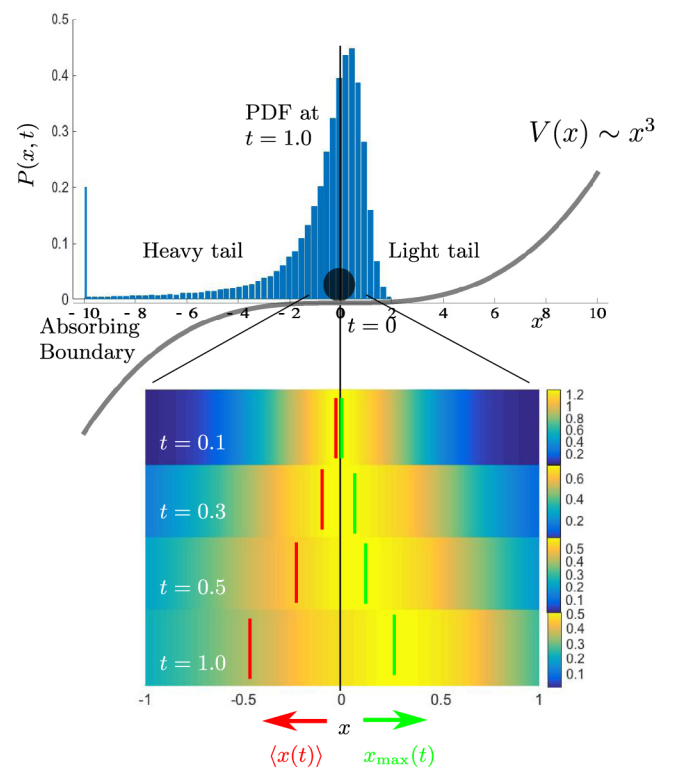 0.5
0.4
0.3
0.2
0.1
0
P(x, t)
PDF at
t = 1.0
V(x) ∼ x³
Heavy tail
Light tail
- 10 - 8 - 6 - 4 - 2 0 2 4 6 8 10
x
t = 0
Absorbing
Boundary
t = 0.1
1.2
1
0.8
0.6
0.4
0.2
t = 0.3
0.6
0.4
0.2
t = 0.5
0.5
0.4
0.3
0.2
0.1
t = 1.0
0.5
0.4
0.3
0.2
0.1
-1 -0.5 0 0.5 1
x
⟨x(t)⟩
xmax(t)